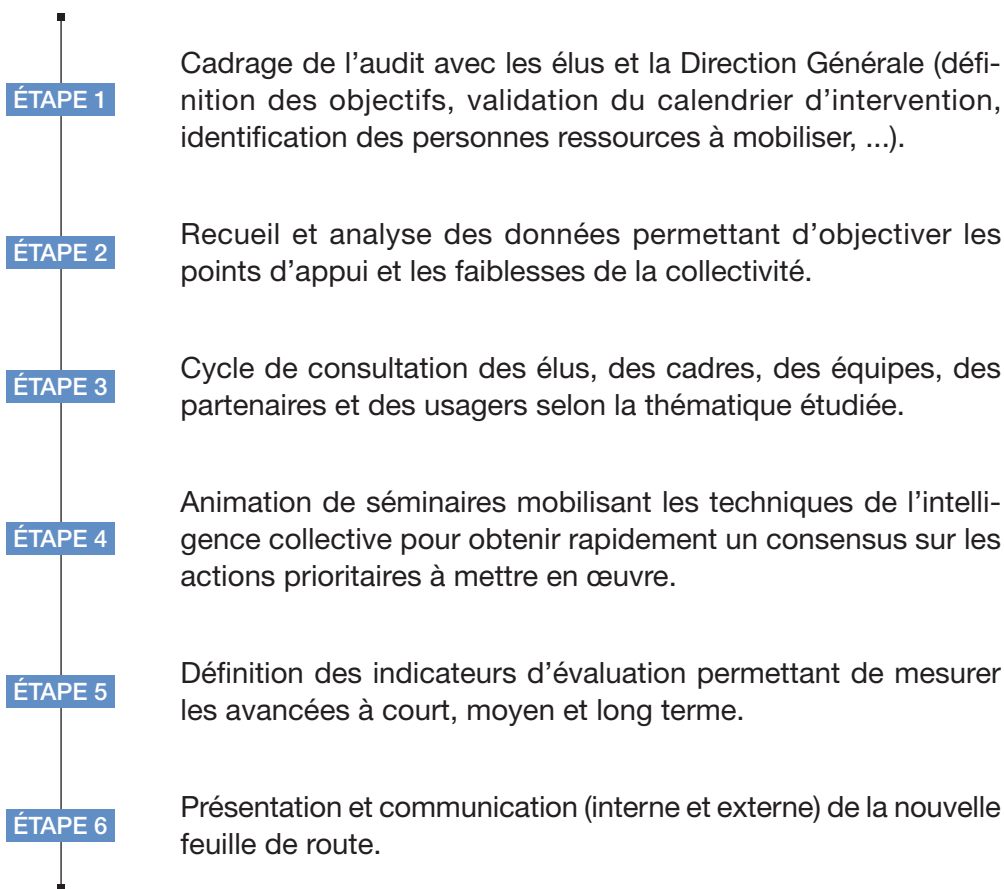 ÉTAPE 1
Cadrage de l’audit avec les élus et la Direction Générale (défi-
nition des objectifs, validation du calendrier d’intervention,
identification des personnes ressources à mobiliser, ...).
ÉTAPE 2
Recueil et analyse des données permettant d’objectiver les
points d’appui et les faiblesses de la collectivité.
ÉTAPE 3
Cycle de consultation des élus, des cadres, des équipes, des
partenaires et des usagers selon la thématique étudiée.
ÉTAPE 4
Animation de séminaires mobilisant les techniques de l’intelli-
gence collective pour obtenir rapidement un consensus sur les
actions prioritaires à mettre en œuvre.
ÉTAPE 5
Définition des indicateurs d’évaluation permettant de mesurer
les avancées à court, moyen et long terme.
ÉTAPE 6
Présentation et communication (interne et externe) de la nouvelle
feuille de route.